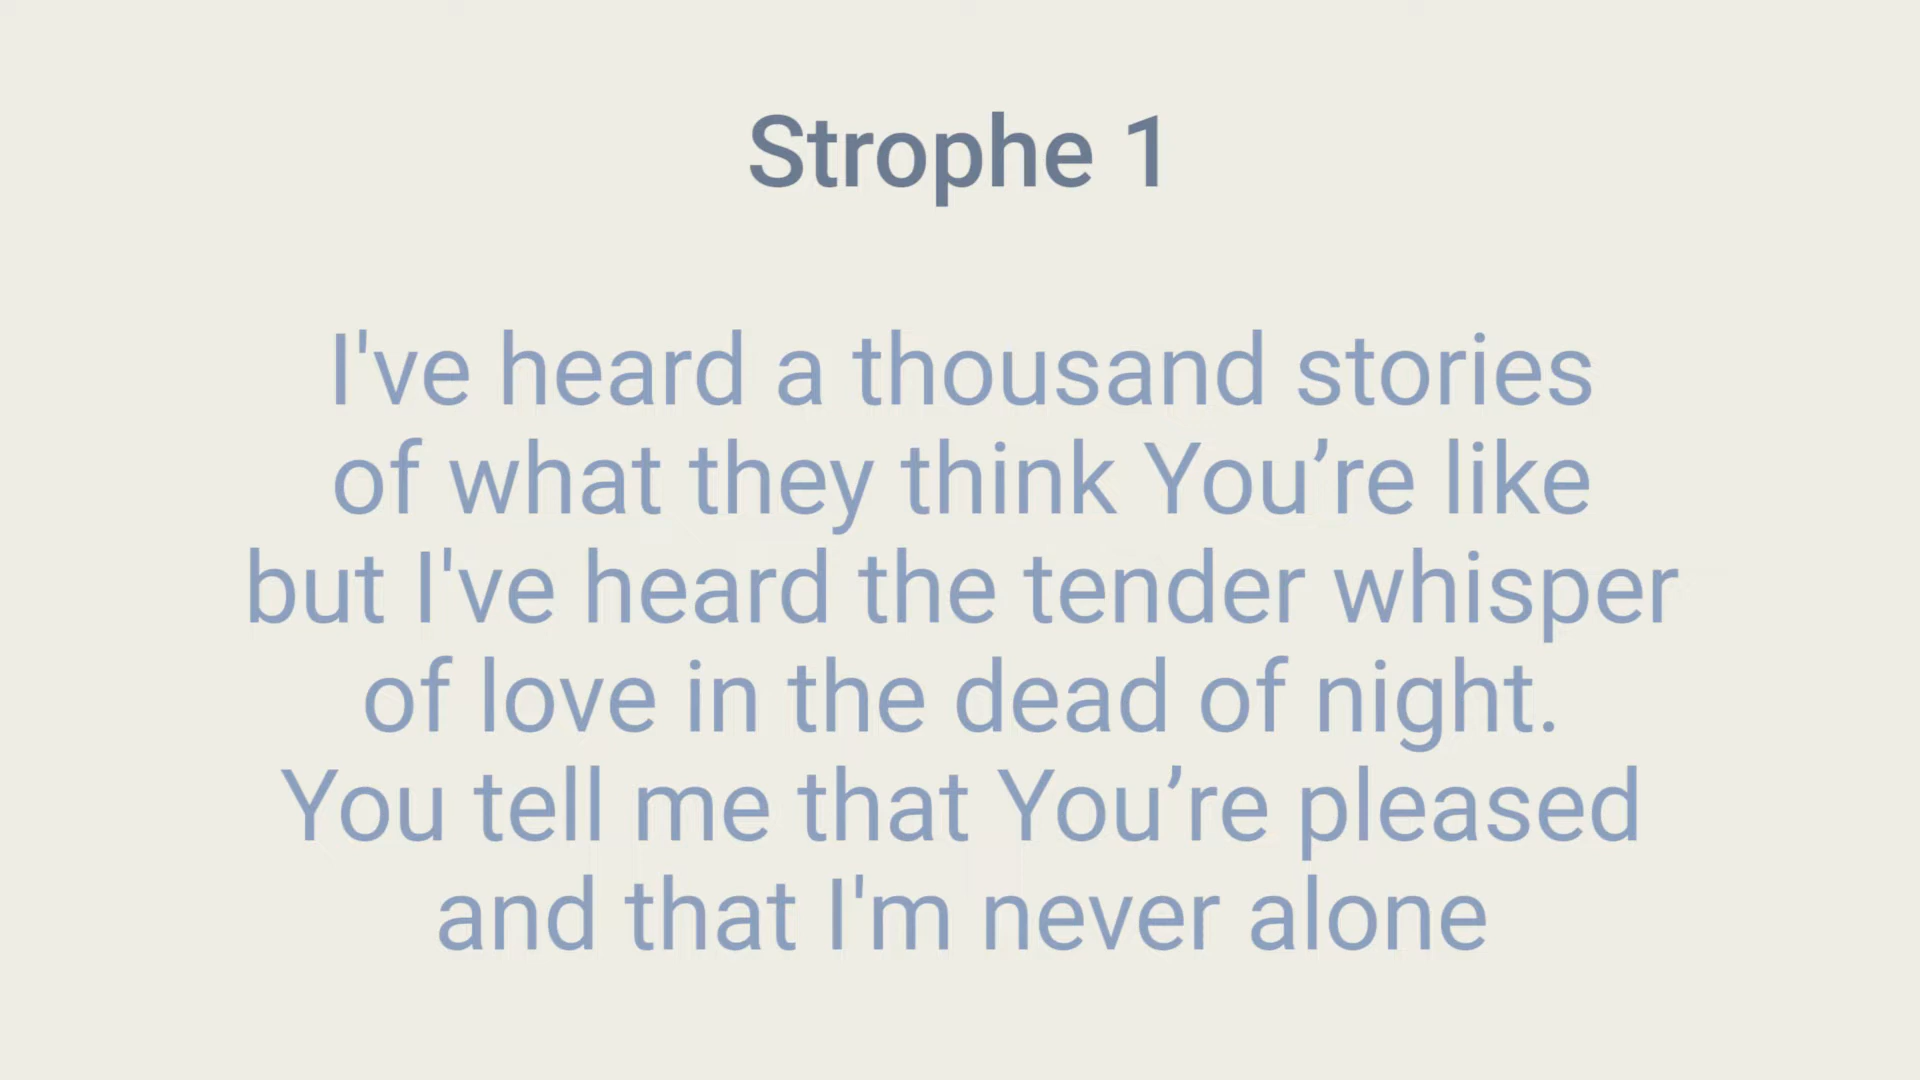 Strophe 1
I've heard a thousand stories
of what they think You’re like
but I've heard the tender whisper
of love in the dead of night.
You tell me that You’re pleased
and that I'm never alone